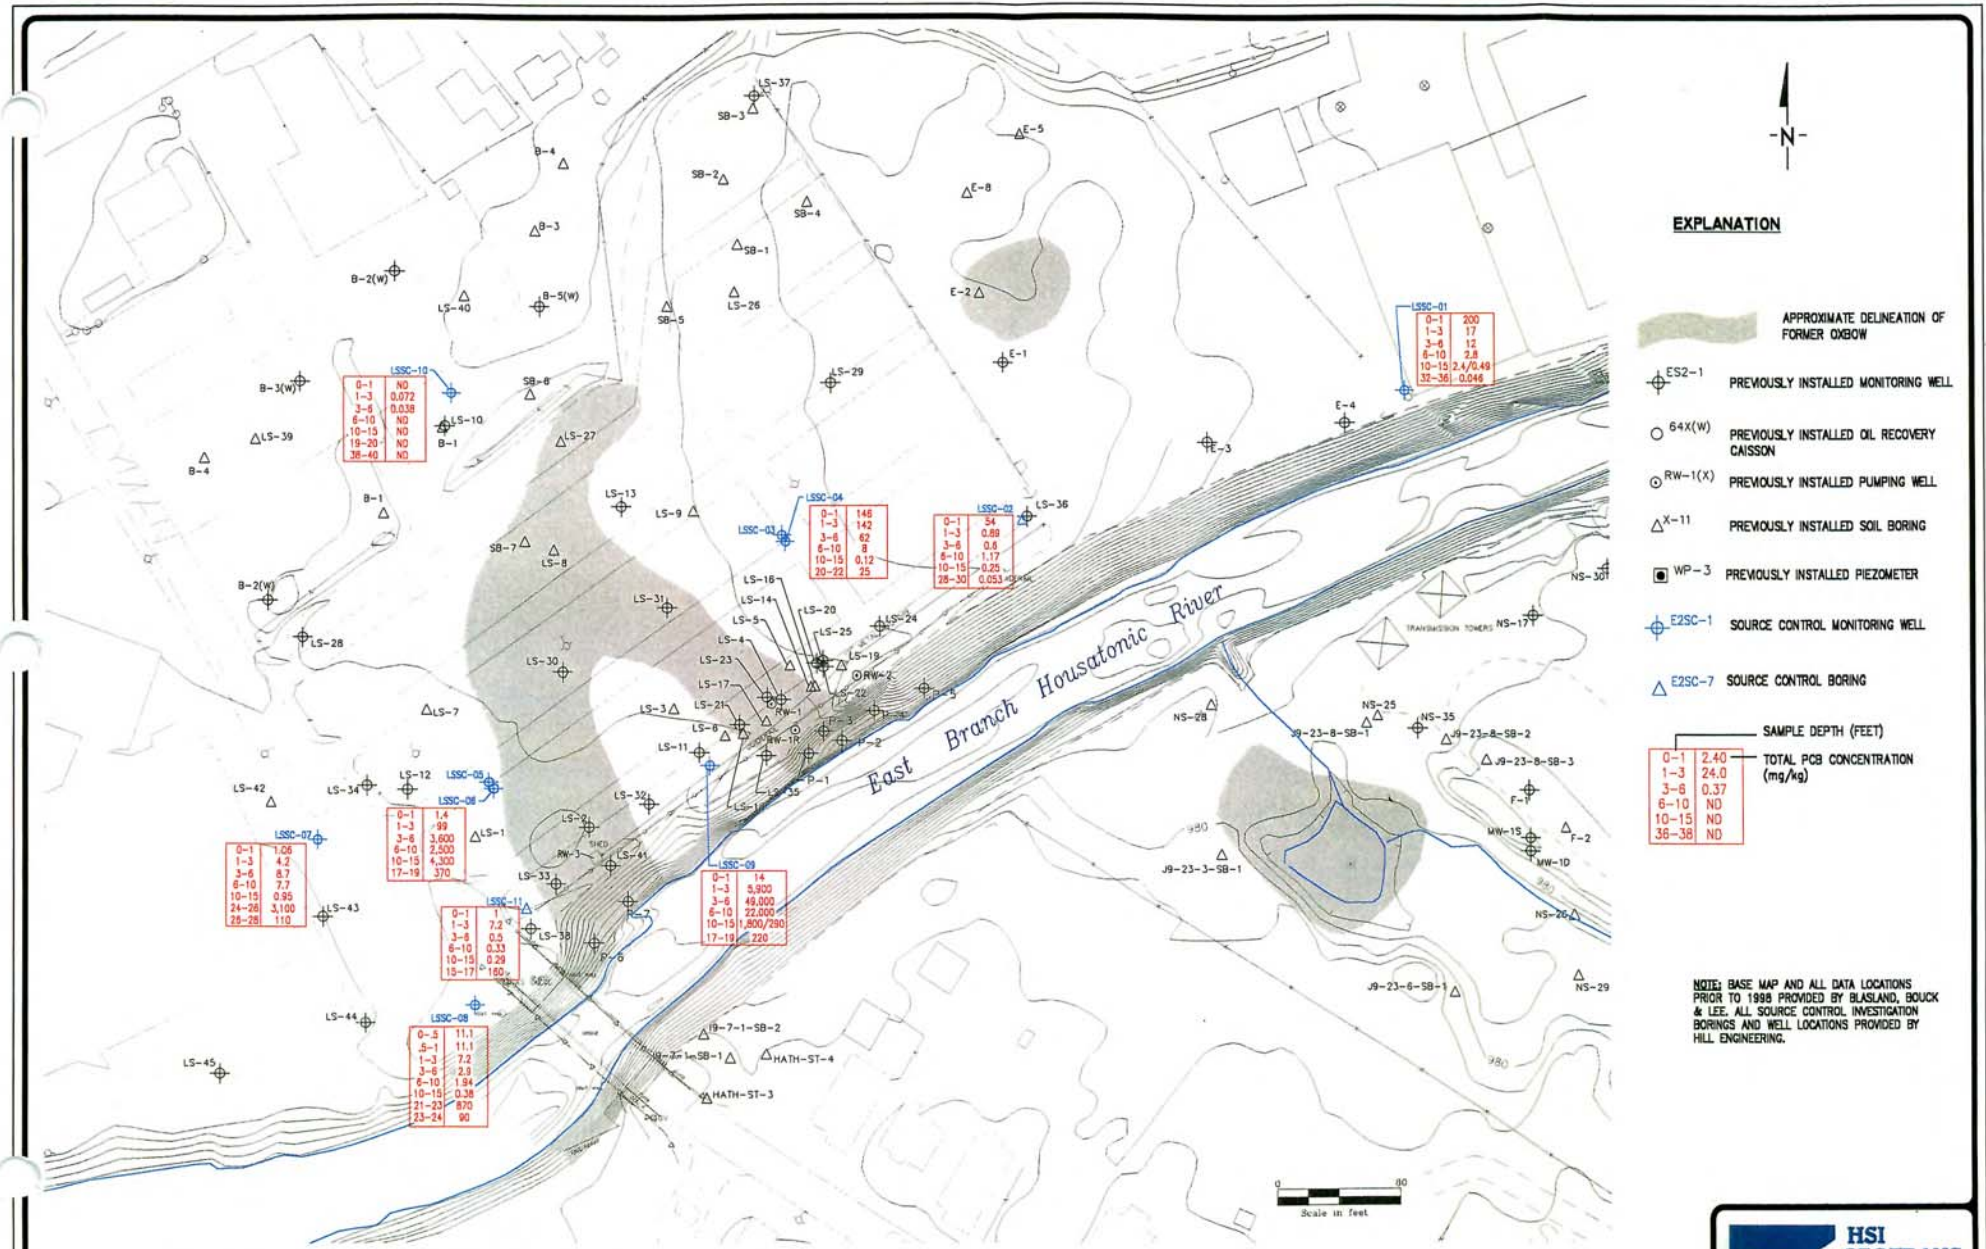 LS-37
SB-3
E-5
B-4
SB-2
E-8
SB-4
B-3
SB-1
B-2(W)
LS-40
B-5(W)
SB-5
LS-26
E-2
E-1
B-3(W)
LSSC-10
0-1 ND
1-3 0.072
3-6 0.038
6-10 ND
10-15 ND
19-20 ND
38-40 ND
LS-10
B-1
SB-6
LS-29
LSSC-01
0-1 200
1-3 17
3-6 12
6-10 2.8
10-15 2.4/0.49
32-36 0.046
E-4
E-3
LS-39
B-4
LS-27
B-1
LS-13
LS-9
LSSC-04
LSSC-03
0-1 146
1-3 142
3-6 62
6-10 8
10-15 0.12
20-22 25
LSSC-02
LS-36
0-1 54
1-3 0.89
3-6 0.6
6-10 1.17
10-15 0.25
28-30 0.053
SB-7
LS-8
B-2(W)
LS-28
LS-31
LS-30
LS-16
LS-14
LS-5
LS-4
LS-23
LS-17
LS-21
LS-20
LS-25
LS-24
LS-19
RW-2
LS-22
RW-1
RW-1R
LS-3
LS-6
LS-11
LS-35
P-5
P-3
P-2
P-1
East Branch Housatonic River
NS-30
TRANSMISSION TOWERS
NS-17
NS-28
NS-25
NS-35
J9-23-8-SB-1
J9-23-8-SB-2
J9-23-8-SB-3
F-1
F-2
MW-1S
MW-1D
980
J9-23-3-SB-1
980
NS-26
NS-29
J9-23-6-SB-1
980
LS-7
LS-42
LS-34
LS-12
LSSC-05
LSSC-06
0-1 1.4
1-3 99
3-6 3,600
6-10 2,500
10-15 4,300
17-19 370
LS-1
LS-2
SHED
RW-3
LS-41
LS-32
LS-33
LSSC-07
0-1 1.06
1-3 4.2
3-6 8.7
6-10 7.7
10-15 0.95
24-26 3,100
26-28 110
LS-43
LSSC-11
0-1 1
1-3 7.2
3-6 0.5
6-10 0.33
10-15 0.29
15-17 160
LS-38
P-7
P-6
LSSC-09
0-1 14
1-3 5,900
3-6 49,000
6-10 22,000
10-15 1,800/290
17-19 220
LS-44
LS-45
LSSC-08
0-.5 11.1
.5-1 11.1
1-3 7.2
3-6 2.9
6-10 1.94
10-15 0.38
21-23 870
23-24 90
I9-7-1-SB-2
I9-7-1-SB-1
HATH-ST-4
HATH-ST-3
0 80
Scale in feet
-N-
EXPLANATION
APPROXIMATE DELINEATION OF
FORMER OXBOW
ES2-1 PREVIOUSLY INSTALLED MONITORING WELL
64X(W) PREVIOUSLY INSTALLED OIL RECOVERY
CAISSON
RW-1(X) PREVIOUSLY INSTALLED PUMPING WELL
X-11 PREVIOUSLY INSTALLED SOIL BORING
WP-3 PREVIOUSLY INSTALLED PIEZOMETER
E2SC-1 SOURCE CONTROL MONITORING WELL
E2SC-7 SOURCE CONTROL BORING
SAMPLE DEPTH (FEET)
TOTAL PCB CONCENTRATION
(mg/kg)
0-1 2.40
1-3 24.0
3-6 0.37
6-10 ND
10-15 ND
36-38 ND
NOTE: BASE MAP AND ALL DATA LOCATIONS
PRIOR TO 1998 PROVIDED BY BLASLAND, BOUCK
& LEE. ALL SOURCE CONTROL INVESTIGATION
BORINGS AND WELL LOCATIONS PROVIDED BY
HILL ENGINEERING.
HSI